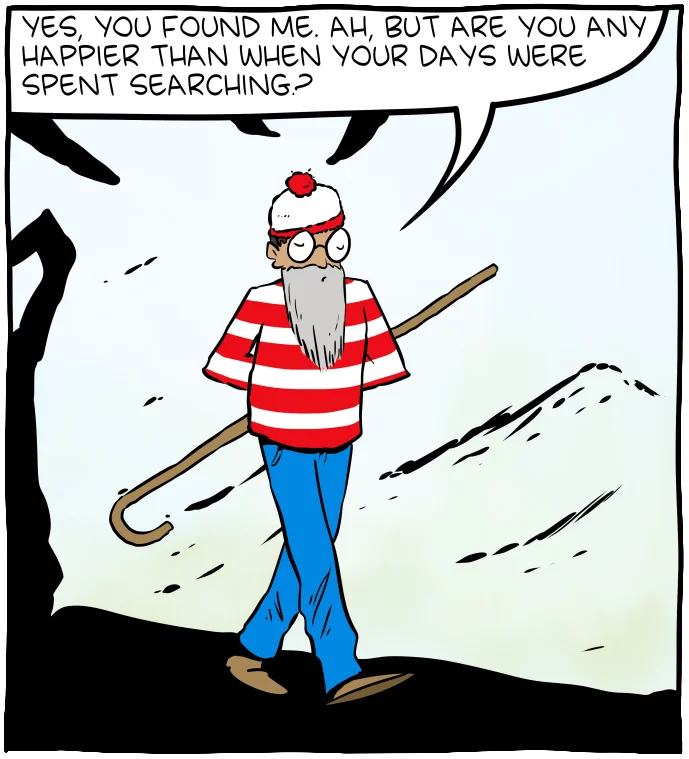 YES, YOU FOUND ME. AH, BUT ARE YOU ANY
HAPPIER THAN WHEN YOUR DAYS WERE
SPENT SEARCHING?